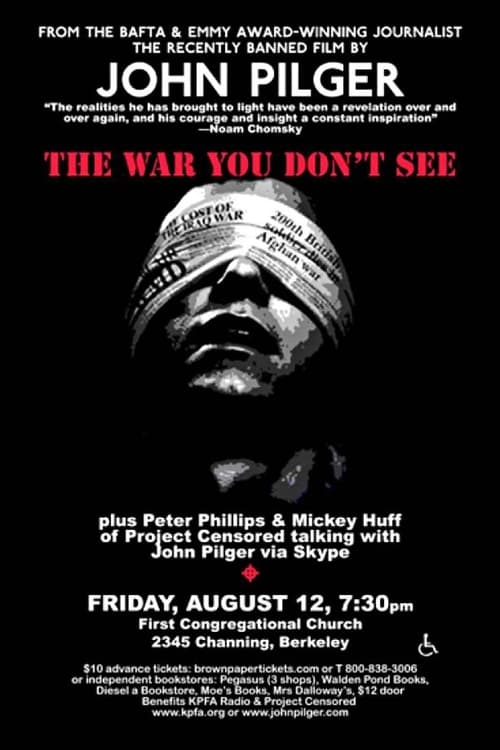 FROM THE BAFTA & EMMY AWARD-WINNING JOURNALIST
THE RECENTLY BANNED FILM BY
JOHN PILGER
"The realities he has brought to light have been a revelation over and
over again, and his courage and insight a constant inspiration"
—Noam Chomsky
THE WAR YOU DON'T SEE
COST OF
THE IRAQ WAR
200th British
soldier
Afghan war
plus Peter Phillips & Mickey Huff
of Project Censored talking with
John Pilger via Skype
FRIDAY, AUGUST 12, 7:30pm
First Congregational Church
2345 Channing, Berkeley
$10 advance tickets: brownpapertickets.com or T 800-838-3006
or independent bookstores: Pegasus (3 shops), Walden Pond Books,
Diesel a Bookstore, Moe's Books, Mrs Dalloway's, $12 door
Benefits KPFA Radio & Project Censored
www.kpfa.org or www.johnpilger.com